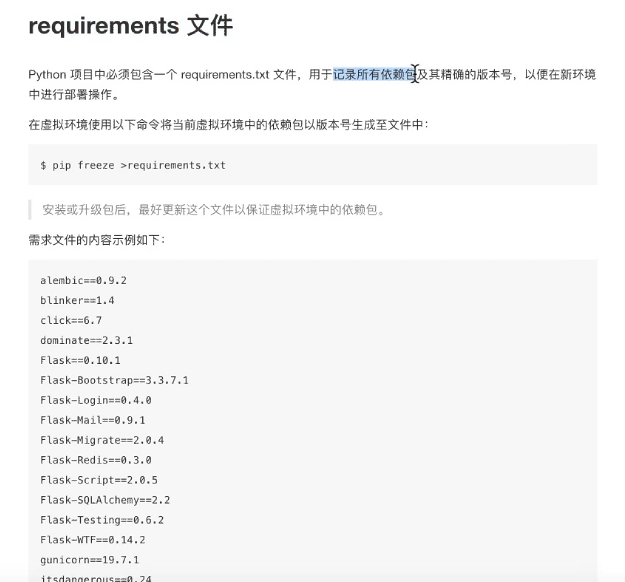 requirements 文件
Python 项目中必须包含一个 requirements.txt 文件，用于记录所有依赖包及其精确的版本号，以便在新环境
中进行部署操作。
在虚拟环境使用以下命令将当前虚拟环境中的依赖包以版本号生成至文件中：
$ pip freeze >requirements.txt
安装或升级包后，最好更新这个文件以保证虚拟环境中的依赖包。
需求文件的内容示例如下：
alembic==0.9.2
blinker==1.4
click==6.7
dominate==2.3.1
Flask==0.10.1
Flask-Bootstrap==3.3.7.1
Flask-Login==0.4.0
Flask-Mail==0.9.1
Flask-Migrate==2.0.4
Flask-Redis==0.3.0
Flask-Script==2.0.5
Flask-SQLAlchemy==2.2
Flask-Testing==0.6.2
Flask-WTF==0.14.2
gunicorn==19.7.1
itsdangerous==0.24